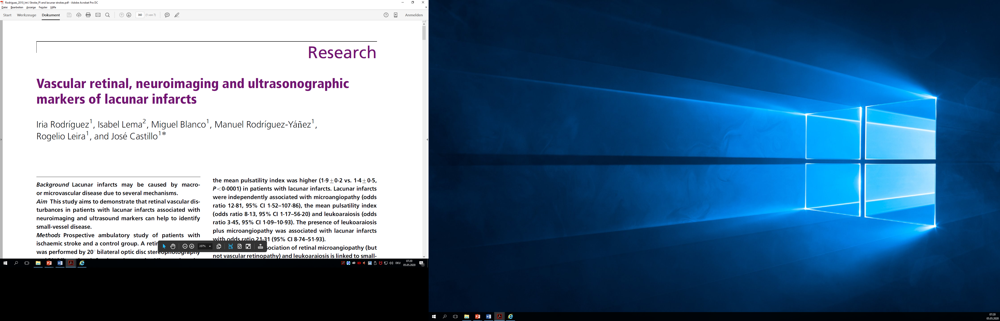 Rodriguez_2010_Int J Stroke_PI and lacunar strokes.pdf - Adobe Acrobat Pro DC
Datei Bearbeiten Anzeige Fenster Hilfe
Start Werkzeuge Dokument 360 (1 von 7) Anmelden
Research
Vascular retinal, neuroimaging and ultrasonographic
markers of lacunar infarcts
Iria Rodríguez1, Isabel Lema2, Miguel Blanco1, Manuel Rodríguez-Yáñez1,
Rogelio Leira1, and José Castillo1*
Background Lacunar infarcts may be caused by macro-
or microvascular disease due to several mechanisms.
Aim This study aims to demonstrate that retinal vascular dis-
turbances in patients with lacunar infarcts associated with
neuroimaging and ultrasound markers can help to identify
small-vessel disease.
Methods Prospective ambulatory study of patients with
ischaemic stroke and a control group. A retin
was performed by 20° bilateral optic disc stereophotography
the mean pulsatility index was higher (1·9±0·2 vs. 1·4±0·5,
P<0·0001) in patients with lacunar infarcts. Lacunar infarcts
were independently associated with microangiopathy (odds
ratio 12·81, 95% CI 1·52–107·86), the mean pulsatility index
(odds ratio 8·13, 95% CI 1·17–56·20) and leukoaraiosis (odds
ratio 3·45, 95% CI 1·09–10·93). The presence of leukoaraiosis
plus microangiopathy was associated with lacunar infarcts
with odds ratio 21·31 (95% CI 8·74–51·93).
sociation of retinal microangiopathy (but
not vascular retinopathy) and leukoaraiosis is linked to small-
207%
DEU
07:20
05.05.2020
1
07:20
05.05.2020